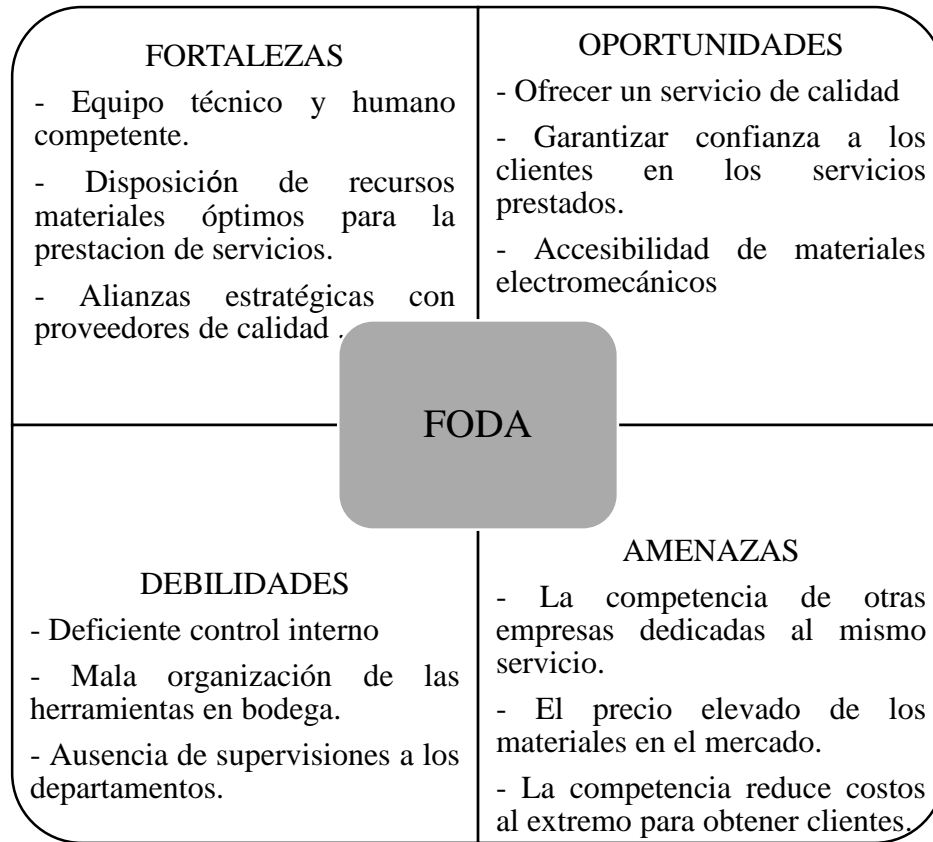 FORTALEZAS
- Equipo técnico y humano
competente.
- Disposición de recursos
materiales óptimos para la
prestacion de servicios.
- Alianzas estratégicas con
proveedores de calidad .
OPORTUNIDADES
- Ofrecer un servicio de calidad
- Garantizar confianza a los
clientes en los servicios
prestados.
- Accesibilidad de materiales
electromecánicos
FODA
DEBILIDADES
- Deficiente control interno
- Mala organización de las
herramientas en bodega.
- Ausencia de supervisiones a los
departamentos.
AMENAZAS
- La competencia de otras
empresas dedicadas al mismo
servicio.
- El precio elevado de los
materiales en el mercado.
- La competencia reduce costos
al extremo para obtener clientes.